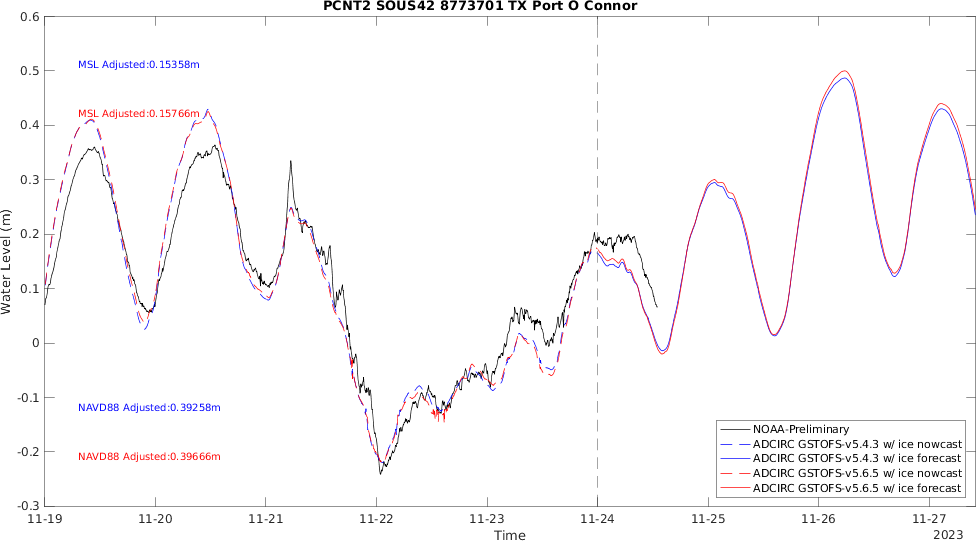 PCNT2 SOUS42 8773701 TX Port O Connor
0.6
0.5
0.4
0.3
0.2
0.1
0
-0.1
-0.2
-0.3
Water Level (m)
MSL Adjusted:0.15358m
MSL Adjusted:0.15766m
NAVD88 Adjusted:0.39258m
NAVD88 Adjusted:0.39666m
NOAA-Preliminary
ADCIRC GSTOFS-v5.4.3 w/ ice nowcast
ADCIRC GSTOFS-v5.4.3 w/ ice forecast
ADCIRC GSTOFS-v5.6.5 w/ ice nowcast
ADCIRC GSTOFS-v5.6.5 w/ ice forecast
11-19 11-20 11-21 11-22 11-23 11-24 11-25 11-26 11-27
Time
2023